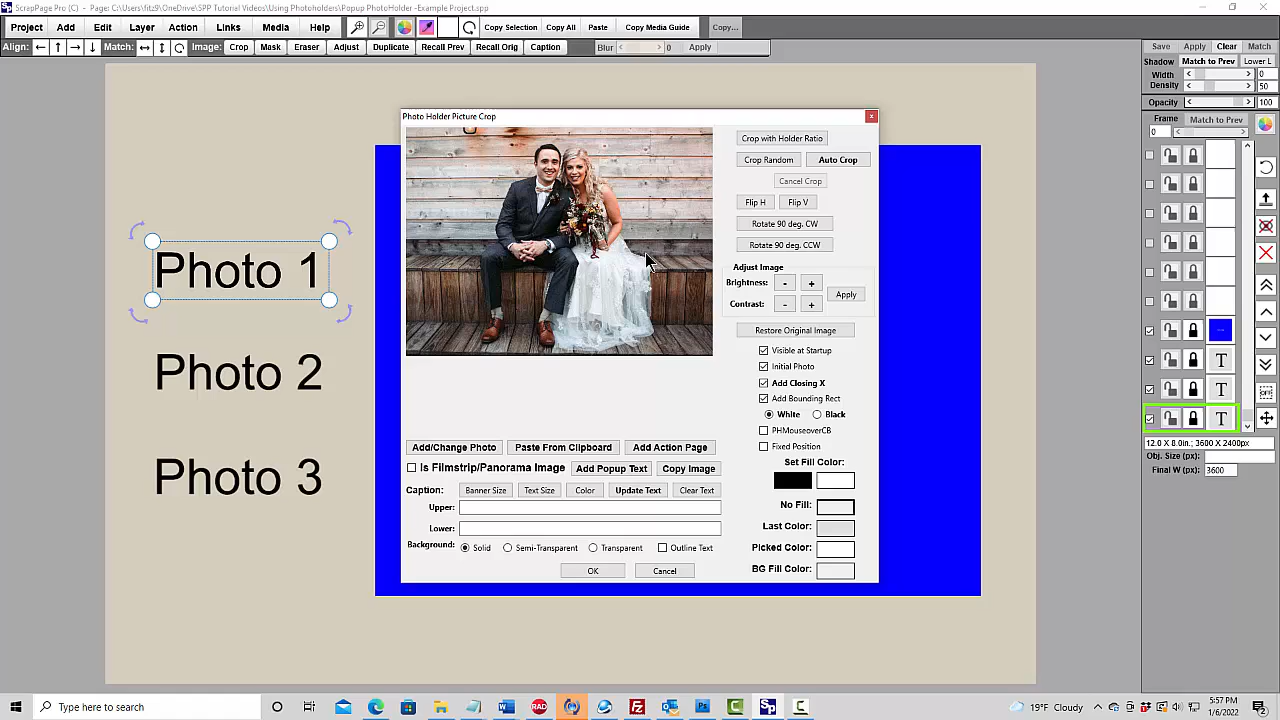 ScrapPage Pro (C) - Page: C:\Users\fitz9\OneDrive\SPP Tutorial Videos\Using Photoholders\Popup PhotoHolder -Example Project.spp
Project Add Edit Layer Action Links Media Help Copy Selection Copy All Paste Copy Media Guide Copy...
Align: Match: Image: Crop Mask Eraser Adjust Duplicate Recall Prev Recall Orig Caption Blur 0 Apply
Save Apply Clear Match
Shadow Match to Prev Lower L
Width 0
Density 50
Opacity 100
Frame Match to Prev
0
T
T
T
12.0 X 8.0in.; 3600 X 2400px
Obj. Size (px):
Final W (px): 3600
Photo 1
Photo 2
Photo 3
Photo Holder Picture Crop
Crop with Holder Ratio
Crop Random Auto Crop
Cancel Crop
Flip H Flip V
Rotate 90 deg. CW
Rotate 90 deg. CCW
Adjust Image
Brightness: - +
Contrast: - + Apply
Restore Original Image
Visible at Startup
Initial Photo
Add Closing X
Add Bounding Rect
White Black
PHMouseoverCB
Fixed Position
Set Fill Color:
No Fill:
Last Color:
Picked Color:
BG Fill Color:
Add/Change Photo Paste From Clipboard Add Action Page
Is Filmstrip/Panorama Image Add Popup Text Copy Image
Caption: Banner Size Text Size Color Update Text Clear Text
Upper:
Lower:
Background: Solid Semi-Transparent Transparent Outline Text
OK Cancel
Type here to search
19°F Cloudy
5:57 PM
1/6/2022